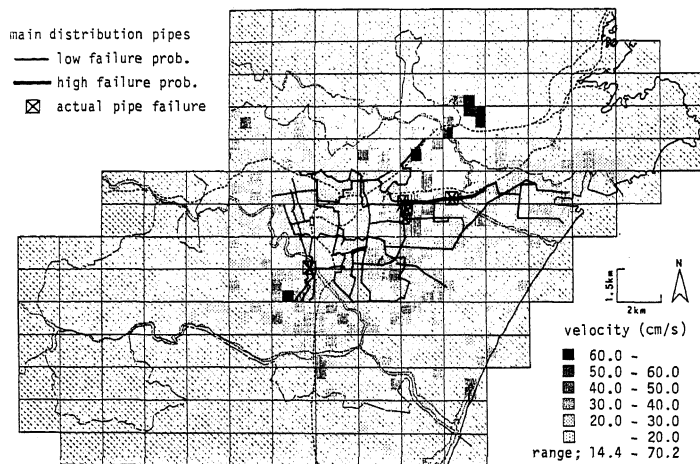 main distribution pipes
low failure prob.
high failure prob.
actual pipe failure
N
1.5km
2km
velocity (cm/s)
60.0 -
50.0 - 60.0
40.0 - 50.0
30.0 - 40.0
20.0 - 30.0
- 20.0
range; 14.4 - 70.2